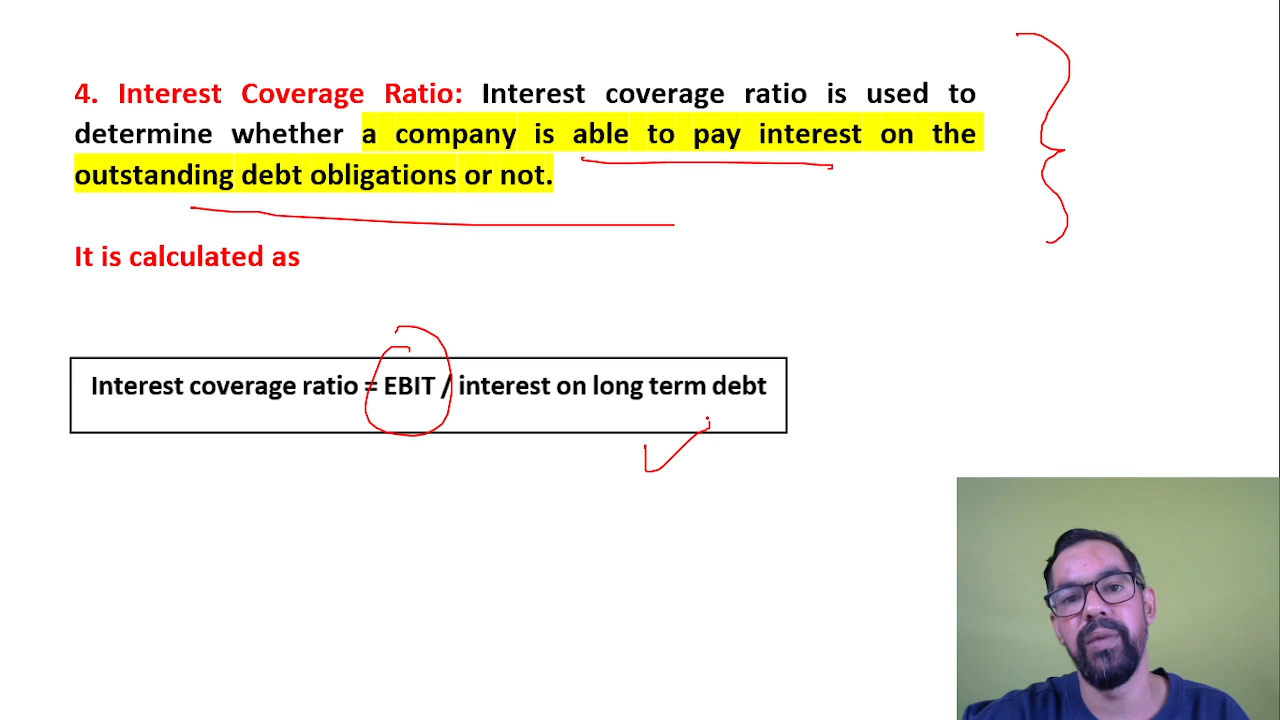 4. Interest Coverage Ratio: Interest coverage ratio is used to
determine whether a company is able to pay interest on the
outstanding debt obligations or not.
It is calculated as
Interest coverage ratio = EBIT / interest on long term debt